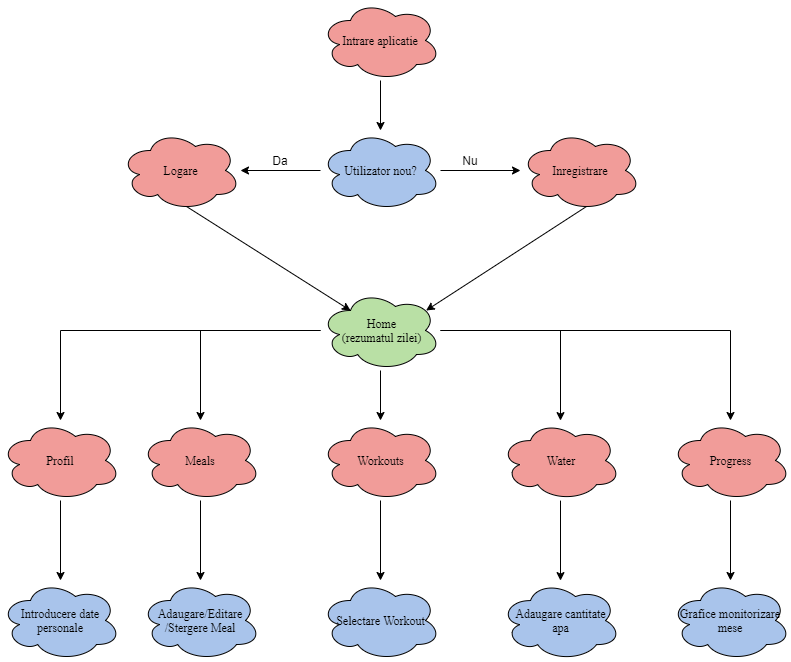 Intrare aplicatie
Logare
Da
Utilizator nou?
Nu
Inregistrare
Home
(rezumatul zilei)
Profil
Meals
Workouts
Water
Progress
Introducere date
personale
Adaugare/Editare
/Stergere Meal
Selectare Workout
Adaugare cantitate
apa
Grafice monitorizare
mese